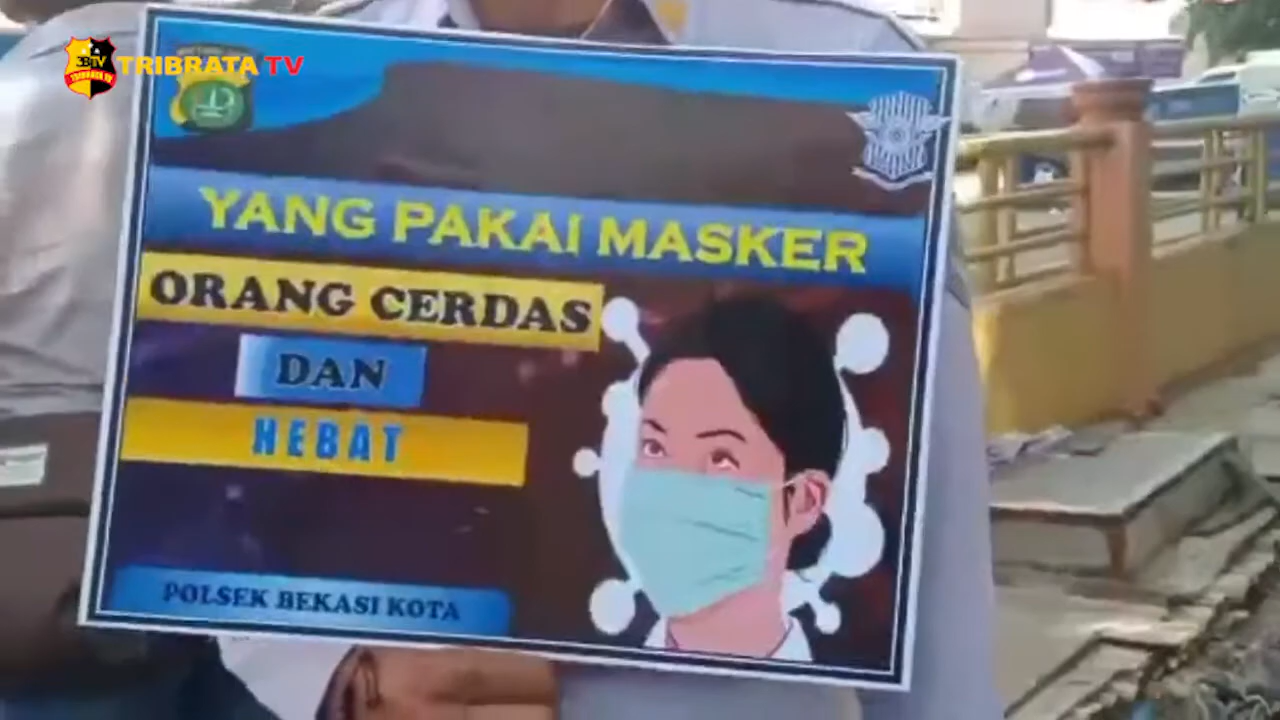 TRIBRATA TV
YANG PAKAI MASKER
ORANG CERDAS
DAN
HEBAT
POLSEK BEKASI KOTA